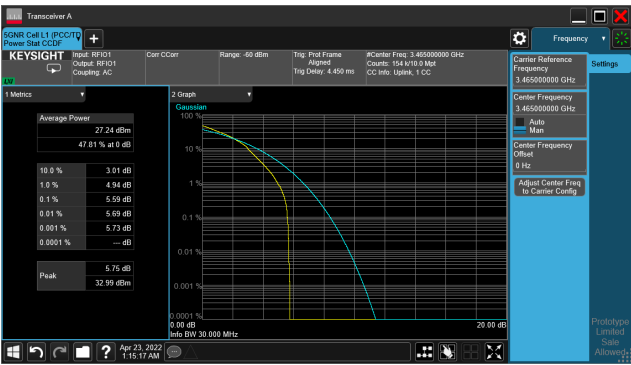 Transceiver A
5GNR Cell L1 (PCC/TD
Power Stat CCDF
Frequency
KEYSIGHT
LXI
Input: RFIO1
Output: RFIO1
Coupling: AC
Corr CCorr
Range: -60 dBm
Trig: Prot Frame
Aligned
Trig Delay: 4.450 ms
#Center Freq: 3.465000000 GHz
Counts: 154 k/10.0 Mpt
CC Info: Uplink, 1 CC
1 Metrics
Average Power
27.24 dBm
47.81 % at 0 dB
10.0 % 3.01 dB
1.0 % 4.94 dB
0.1 % 5.59 dB
0.01 % 5.69 dB
0.001 % 5.73 dB
0.0001 % --- dB
Peak
5.75 dB
32.99 dBm
2 Graph
Gaussian
100 %
10 %
1 %
0.1 %
0.01 %
0.001 %
0.0001 %
0.00 dB
20.00 dB
Info BW 30.000 MHz
Carrier Reference
Frequency
3.465000000 GHz
Center Frequency
3.465000000 GHz
Auto
Man
Center Frequency
Offset
0 Hz
Adjust Center Freq
to Carrier Config
Settings
Prototype
Limited
Sale
Allowed
Apr 23, 2022
1:15:17 AM